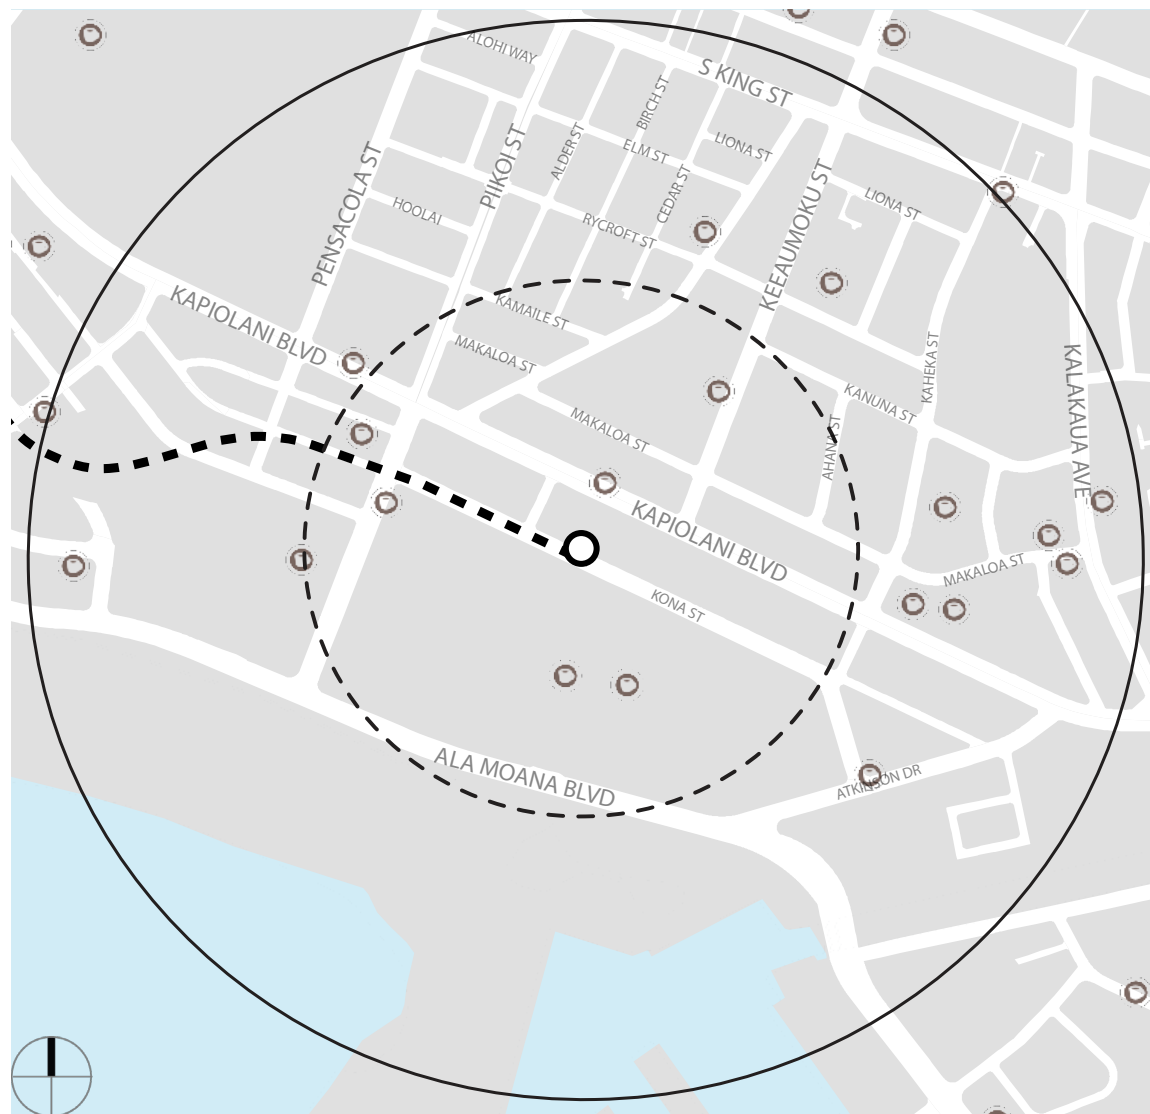 ALOHI WAY
S KING ST
BIRCH ST
PIIKOI ST
ALDER ST
ELM ST
LIONA ST
PENSACOLA ST
CEDAR ST
KEEAUMOKU ST
HOOLAI
LIONA ST
RYCROFT ST
KAPIOLANI BLVD
KAMAILE ST
MAKALOA ST
KAHEKA ST
KALAKAUA AVE
KANUNA ST
MAKALOA ST
AHANA ST
KAPIOLANI BLVD
MAKALOA ST
KONA ST
ALA MOANA BLVD
ATKINSON DR